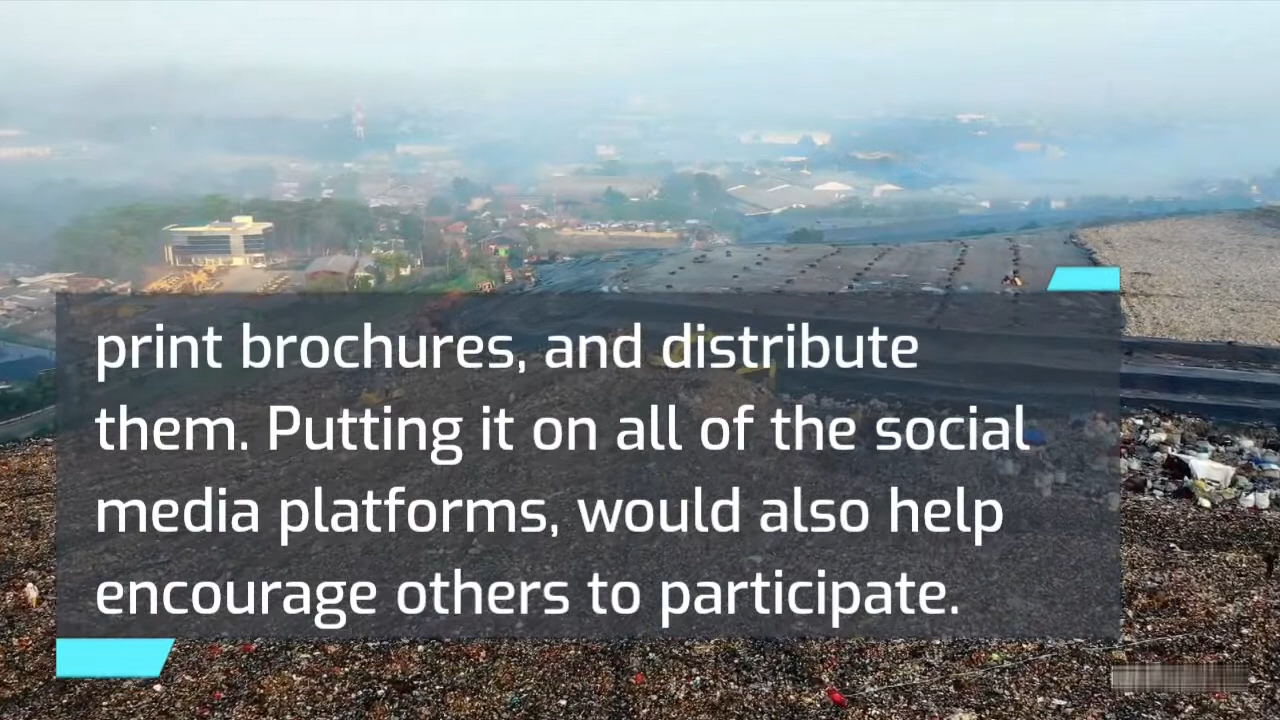 print brochures, and distribute
them. Putting it on all of the social
media platforms, would also help
encourage others to participate.